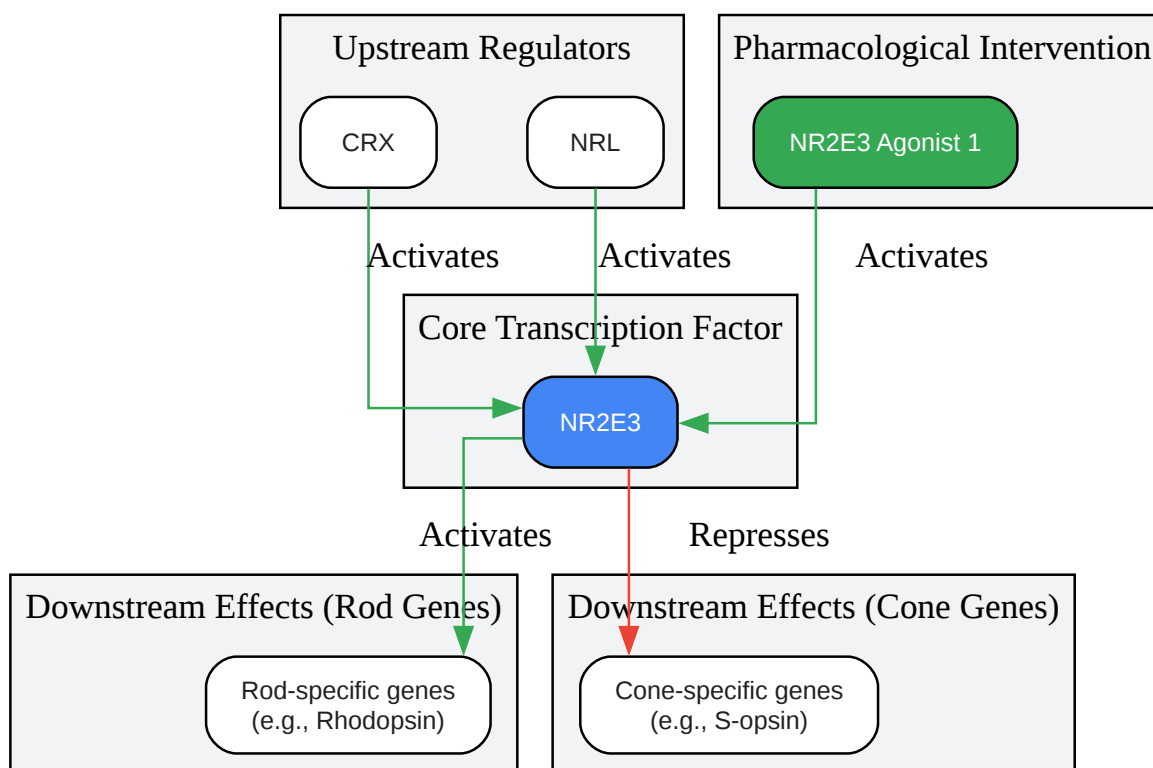 Upstream Regulators
Pharmacological Intervention
CRX
NRL
NR2E3 Agonist 1
Activates
Activates
Activates
Core Transcription Factor
NR2E3
Activates
Represses
Downstream Effects (Rod Genes)
Downstream Effects (Cone Genes)
Rod-specific genes
(e.g., Rhodopsin)
Cone-specific genes
(e.g., S-opsin)